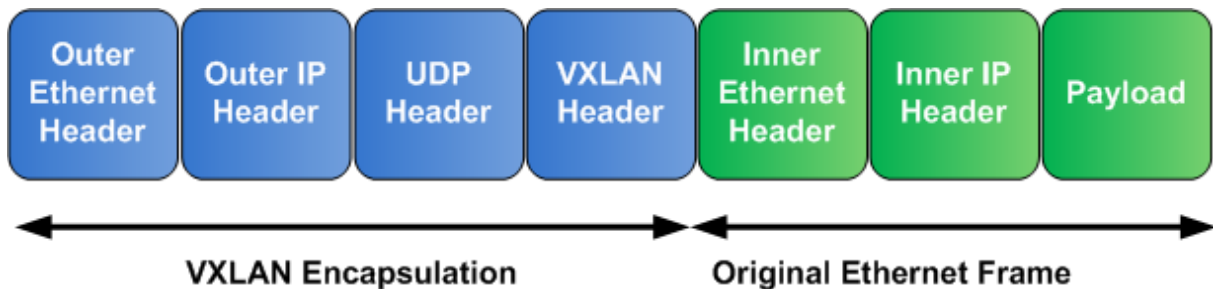 Outer
Ethernet
Header
Outer IP
Header
UDP
Header
VXLAN
Header
Inner
Ethernet
Header
Inner IP
Header
Payload
VXLAN Encapsulation
Original Ethernet Frame